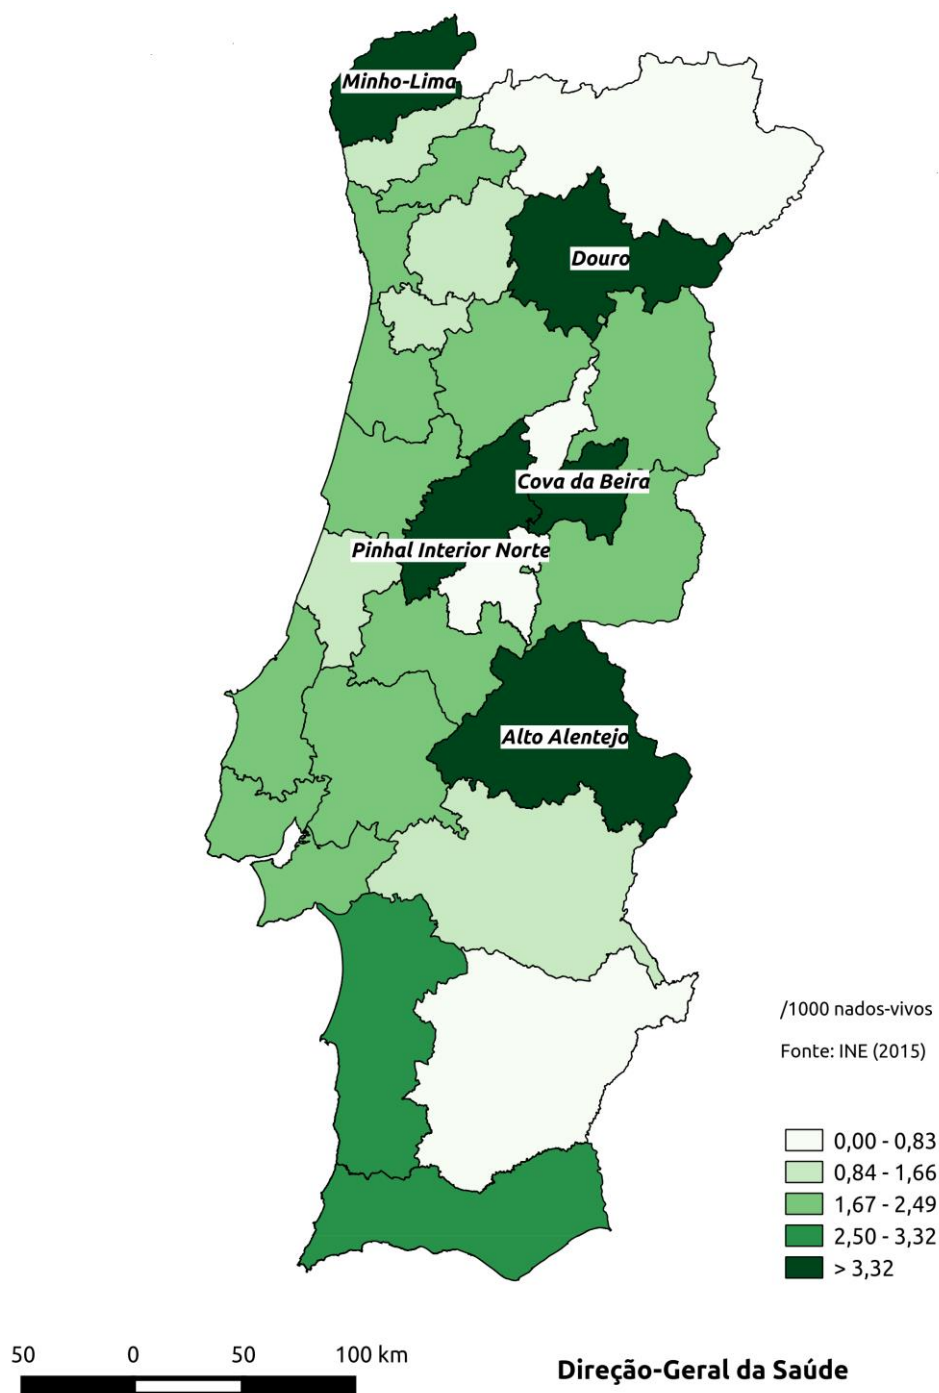 Minho-Lima
Douro
Cova da Beira
Pinhal Interior Norte
Alto Alentejo
/1000 nados-vivos
Fonte: INE (2015)
0,00 - 0,83
0,84 - 1,66
1,67 - 2,49
2,50 - 3,32
> 3,32
50 0 50 100 km
Direção-Geral da Saúde